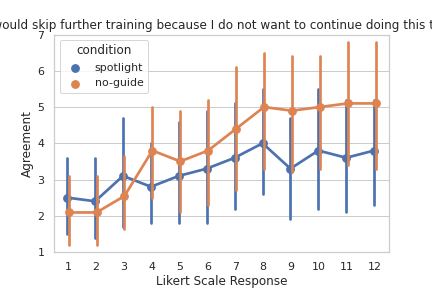 would skip further training because I do not want to continue doing this
7
6
5
4
3
2
1
Agreement
condition
spotlight
no-guide
1 2 3 4 5 6 7 8 9 10 11 12
Likert Scale Response